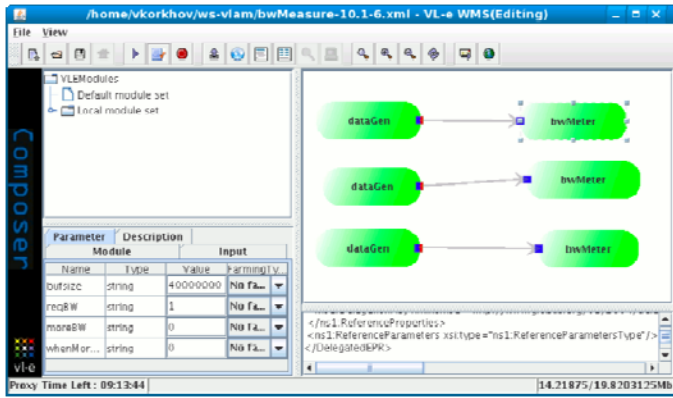 /home/vkorkhov/ws-vlam/bwMeasure-10.1-6.xml - VL-e WMS(Editing)
File View
VLEModules
Default module set
Local module set
Composer
vl-e
dataGen bwMeter
dataGen bwMeter
dataGen bwMeter
Parameter Description
Module Input
Name Type Value FarmingTy...
bufsize string 40000000 No fa...
reqBW string 1 No fa...
moreBW string 0 No fa...
whenMor... string 0 No fa...
</ns1:ReferenceProperties>
<ns1:ReferenceParameters xsi:type="ns1:ReferenceParametersType"/>
</DelegatedEPR>
Proxy Time Left : 09:13:44
14.21875/19.8203125Mb